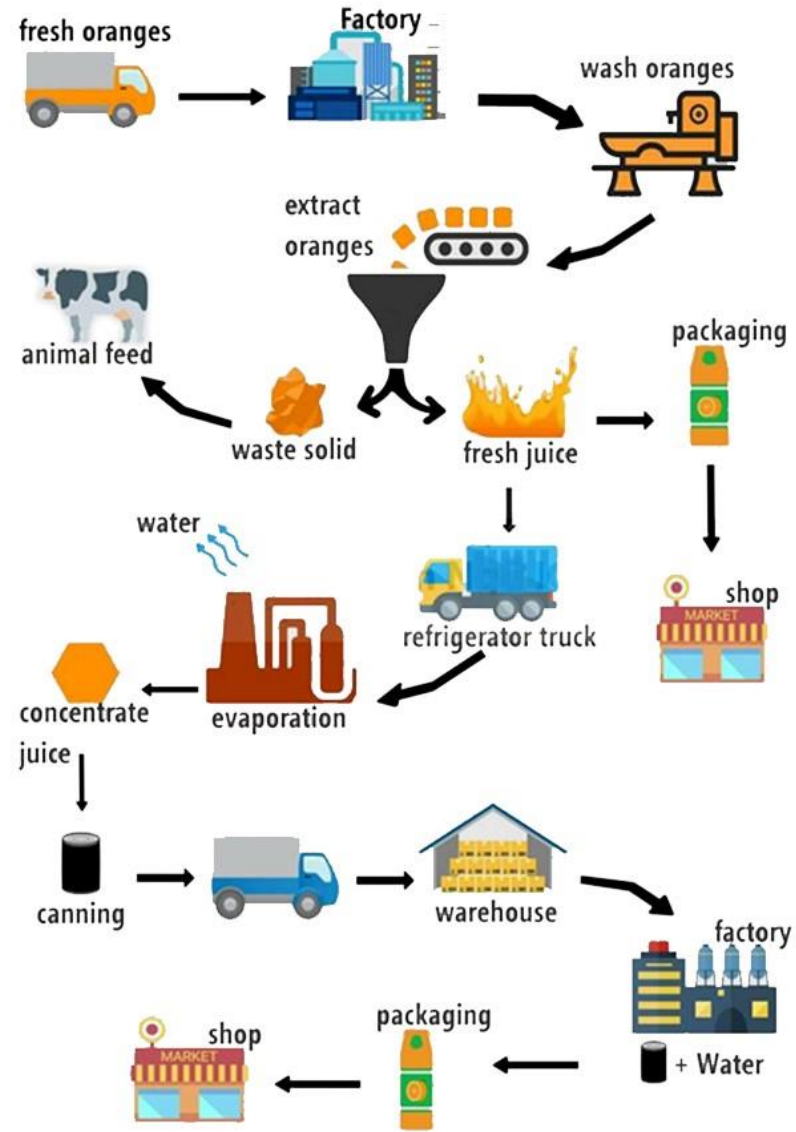 fresh oranges
Factory
wash oranges
extract
oranges
animal feed
waste solid
fresh juice
packaging
MARKET
shop
water
refrigerator truck
evaporation
concentrate
juice
canning
warehouse
factory
+ Water
packaging
shop
MARKET